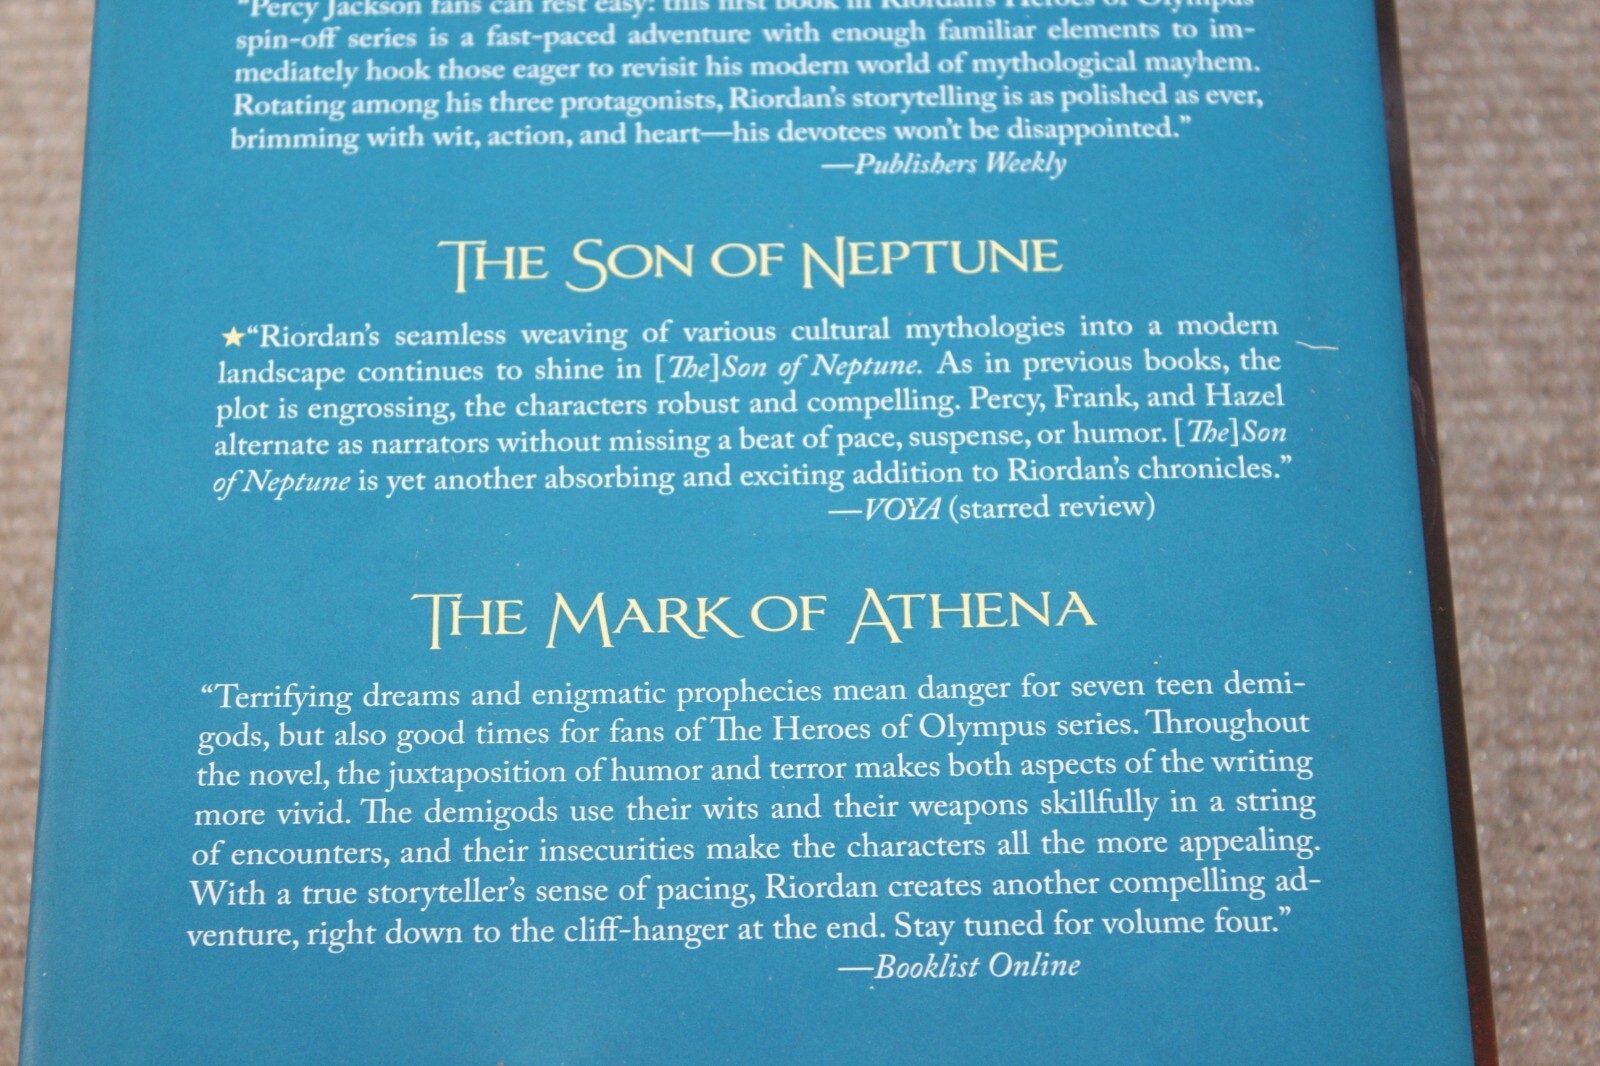 "Percy Jackson fans can rest easy: this first book in Riordan's Heroes of Olympus
spin-off series is a fast-paced adventure with enough familiar elements to im-
mediately hook those eager to revisit his modern world of mythological mayhem.
Rotating among his three protagonists, Riordan's storytelling is as polished as ever,
brimming with wit, action, and heart—his devotees won't be disappointed."
—Publishers Weekly
THE SON OF NEPTUNE
★"Riordan's seamless weaving of various cultural mythologies into a modern
landscape continues to shine in [The]Son of Neptune. As in previous books, the
plot is engrossing, the characters robust and compelling. Percy, Frank, and Hazel
alternate as narrators without missing a beat of pace, suspense, or humor. [The]Son
of Neptune is yet another absorbing and exciting addition to Riordan's chronicles."
—VOYA (starred review)
THE MARK OF ATHENA
"Terrifying dreams and enigmatic prophecies mean danger for seven teen demi-
gods, but also good times for fans of The Heroes of Olympus series. Throughout
the novel, the juxtaposition of humor and terror makes both aspects of the writing
more vivid. The demigods use their wits and their weapons skillfully in a string
of encounters, and their insecurities make the characters all the more appealing.
With a true storyteller's sense of pacing, Riordan creates another compelling ad-
venture, right down to the cliff-hanger at the end. Stay tuned for volume four."
—Booklist Online